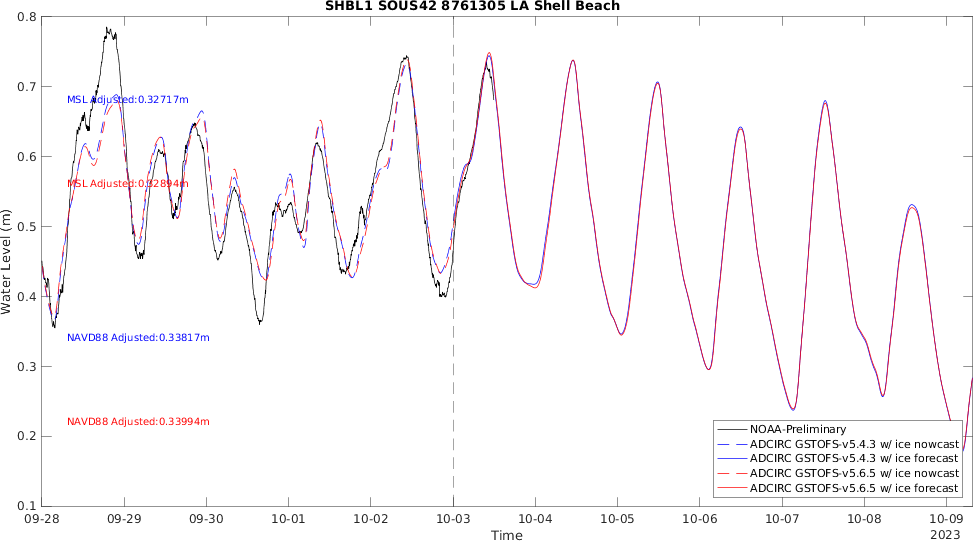 SHBL1 SOUS42 8761305 LA Shell Beach
0.8
0.7
0.6
0.5
0.4
0.3
0.2
0.1
Water Level (m)
MSL Adjusted:0.32717m
MSL Adjusted:0.32894m
NAVD88 Adjusted:0.33817m
NAVD88 Adjusted:0.33994m
NOAA-Preliminary
ADCIRC GSTOFS-v5.4.3 w/ ice nowcast
ADCIRC GSTOFS-v5.4.3 w/ ice forecast
ADCIRC GSTOFS-v5.6.5 w/ ice nowcast
ADCIRC GSTOFS-v5.6.5 w/ ice forecast
09-28 09-29 09-30 10-01 10-02 10-03 10-04 10-05 10-06 10-07 10-08 10-09
2023
Time